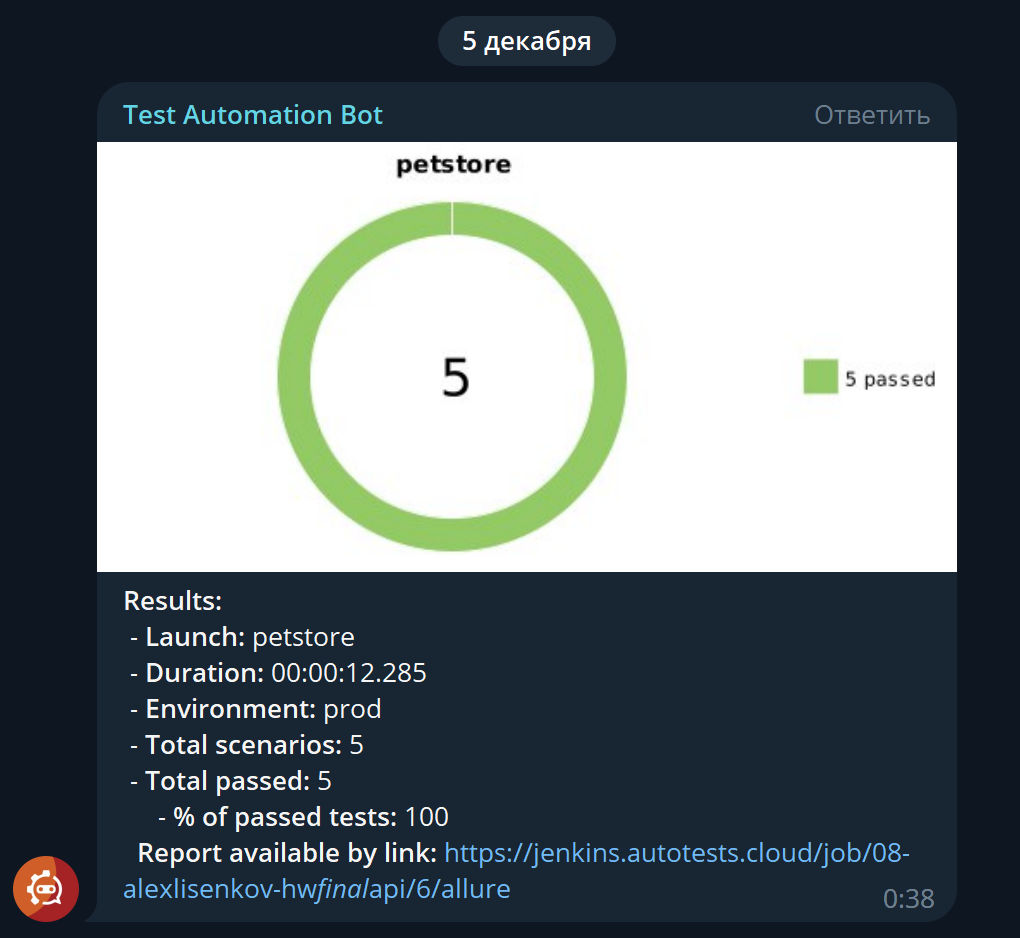 5 декабря
Test Automation Bot
Ответить
petstore
5
5 passed
Results:
- Launch: petstore
- Duration: 00:00:12.285
- Environment: prod
- Total scenarios: 5
- Total passed: 5
- % of passed tests: 100
Report available by link: https://jenkins.autotests.cloud/job/08-
alexlisenkov-hwfinalapi/6/allure
0:38